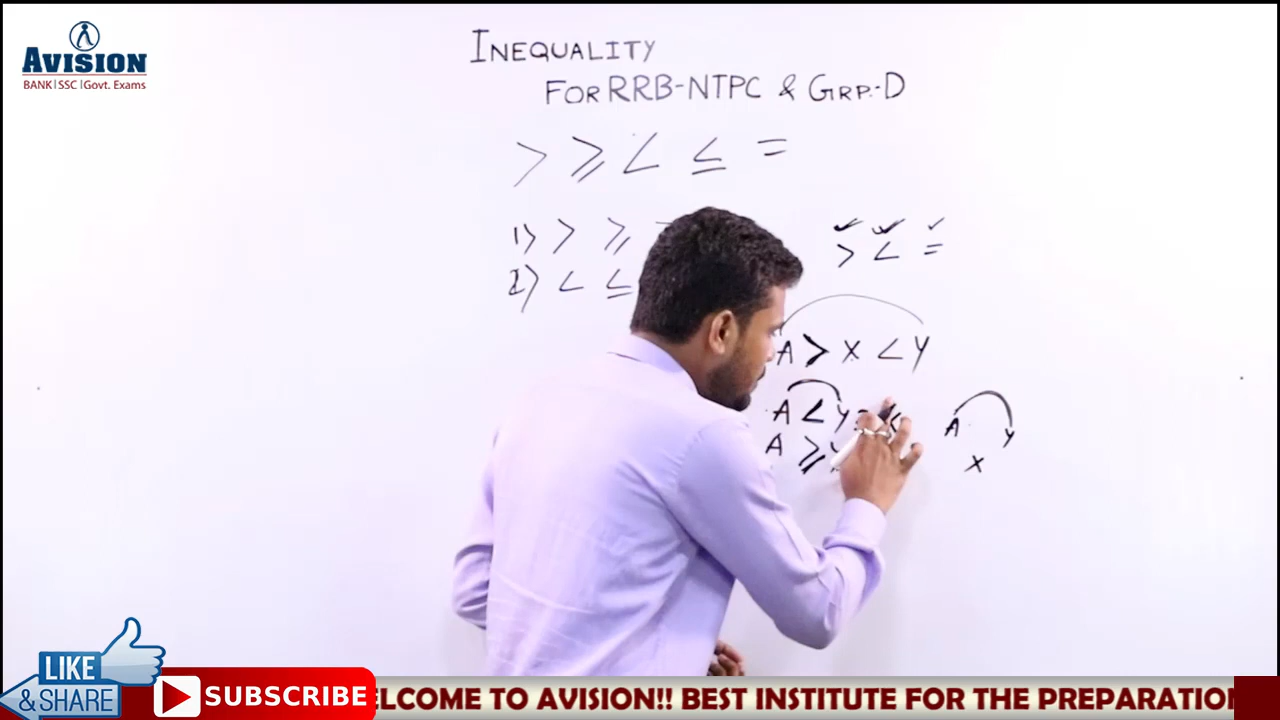 AVISION
BANK|SSC|Govt. Exams
INEQUALITY
FOR RRB-NTPC & GRP.-D
> ≥ < ≤ =
1) > ≥
2) < ≤
✓ ✓ ✓
> < =
A > X < Y
A < Y =
A ≥
A Y
X
LIKE
& SHARE
SUBSCRIBE
ELCOME TO AVISION!! BEST INSTITUTE FOR THE PREPARATION